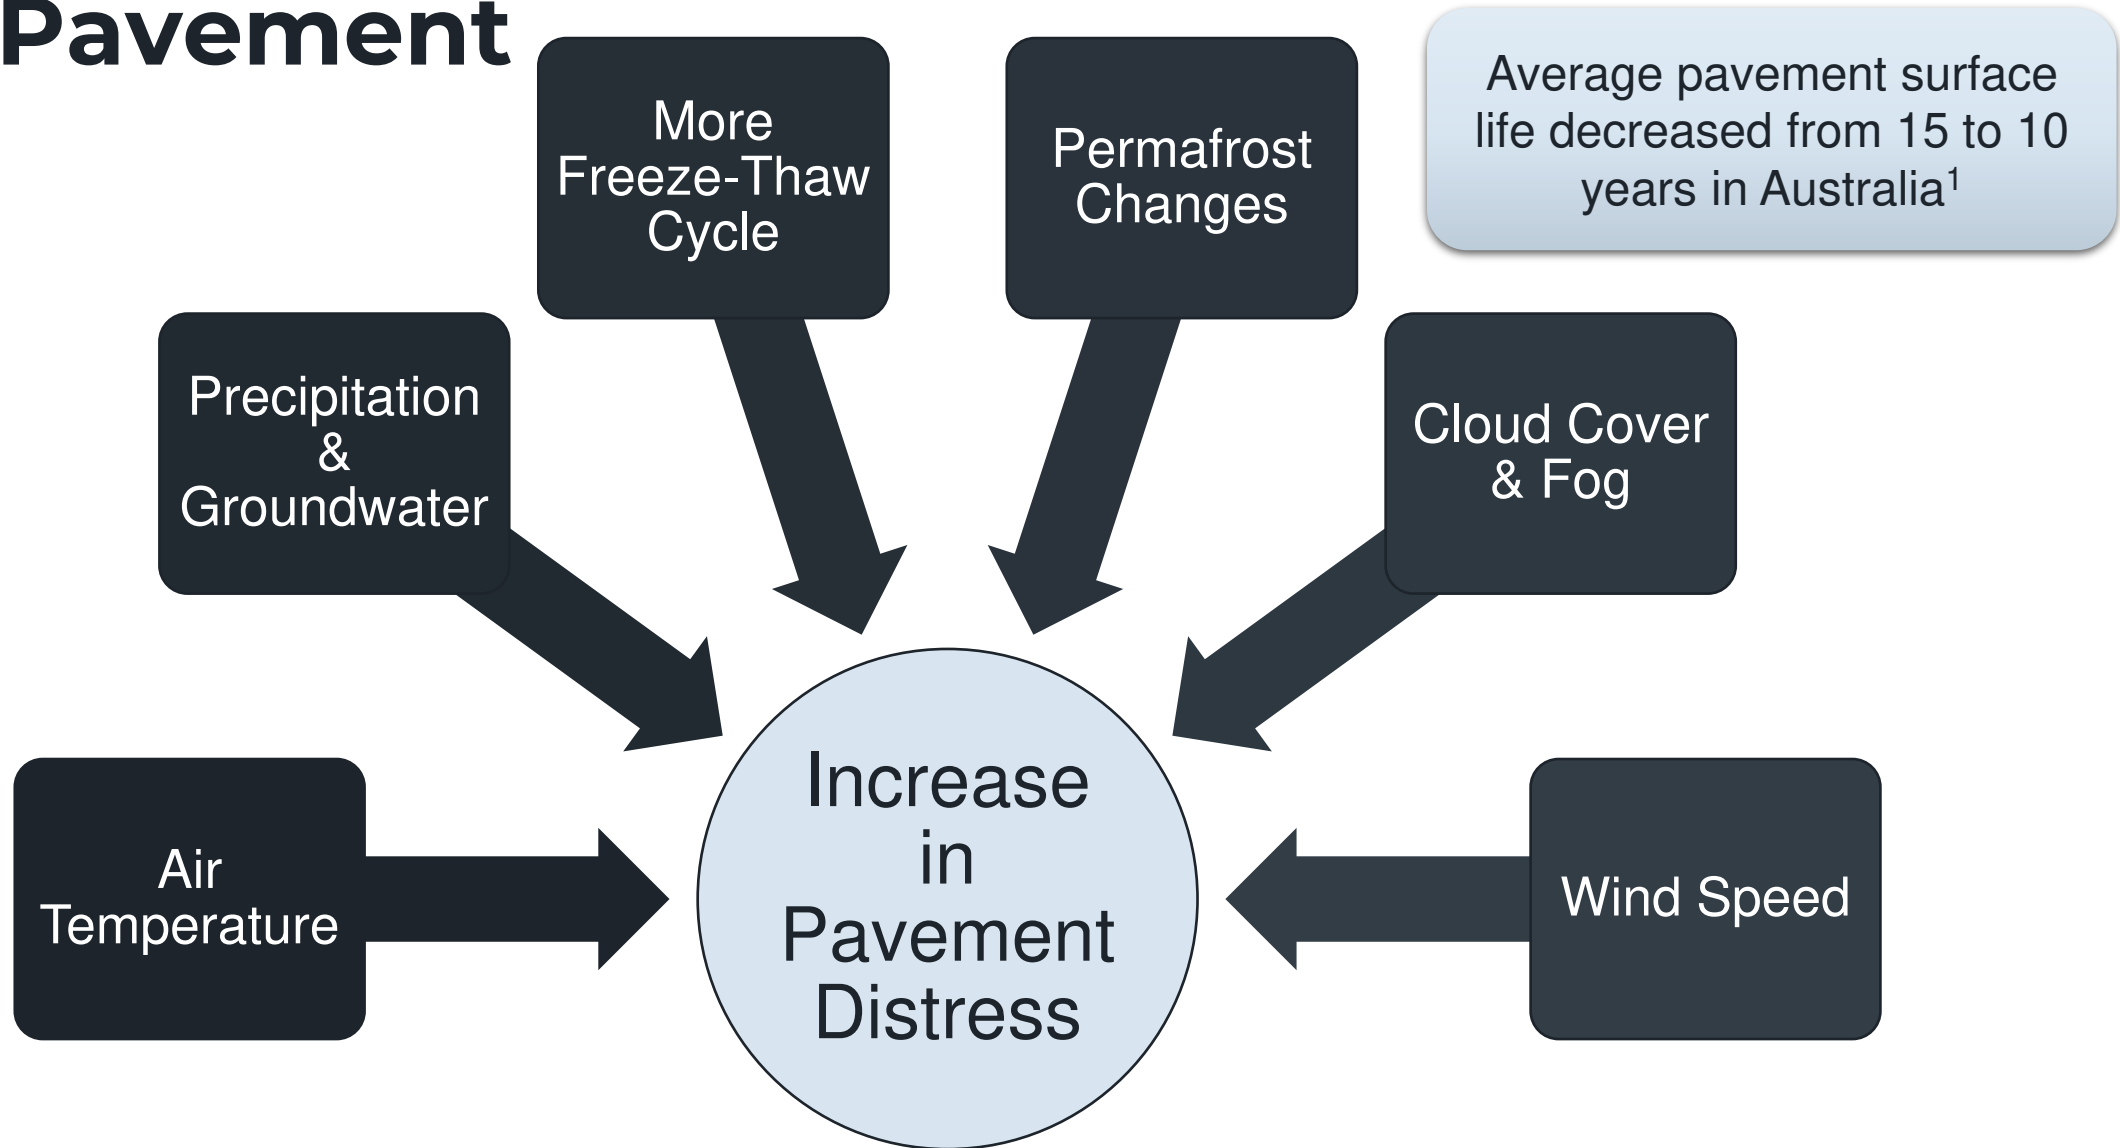 Pavement
More
Freeze-Thaw
Cycle
Permafrost
Changes
Average pavement surface
life decreased from 15 to 10
years in Australia¹
Precipitation
&
Groundwater
Cloud Cover
& Fog
Air
Temperature
Increase
in
Pavement
Distress
Wind Speed